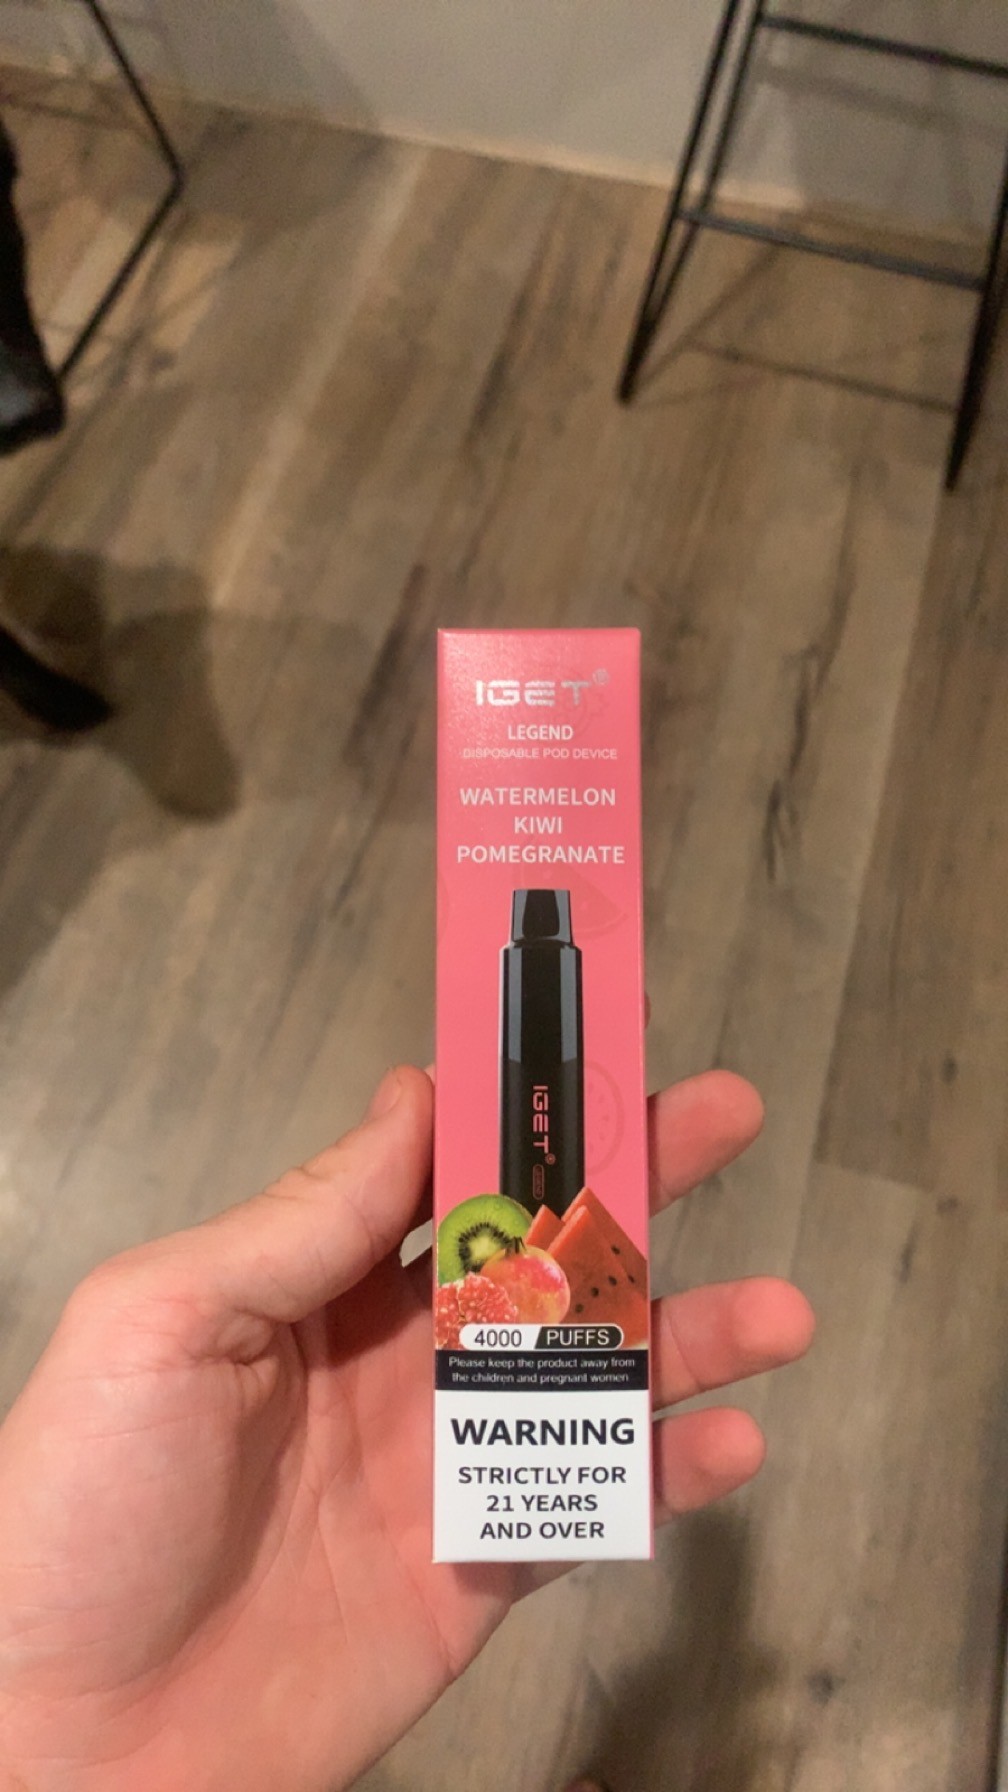 IGET®
LEGEND
DISPOSABLE POD DEVICE
WATERMELON
KIWI
POMEGRANATE
IGET®
4000 PUFFS
Please keep the product away from
the children and pregnant women
WARNING
STRICTLY FOR
21 YEARS
AND OVER